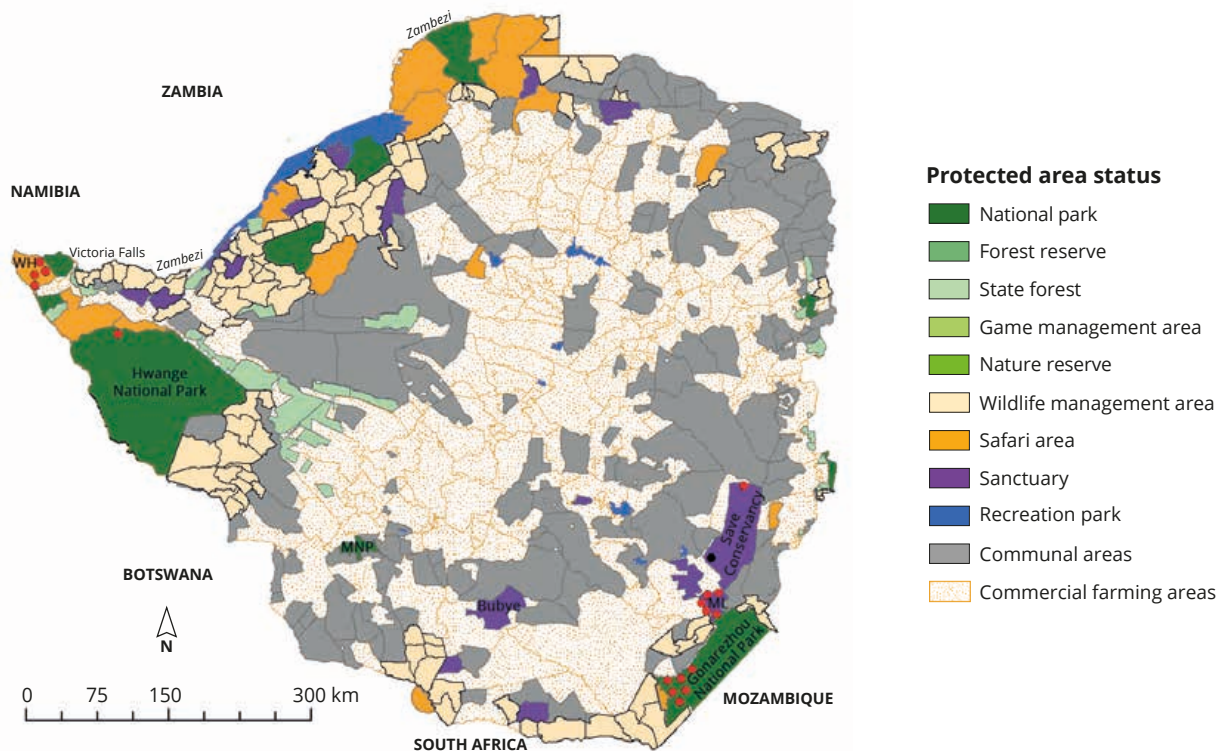 Zambezi
ZAMBIA
NAMIBIA
Victoria Falls
Zambezi
WH
Hwange
National Park
MNP
Bubye
Save
Conservancy
ML
Gonarezhou
National Park
BOTSWANA
N
0 75 150 300 km
MOZAMBIQUE
SOUTH AFRICA
Protected area status
National park
Forest reserve
State forest
Game management area
Nature reserve
Wildlife management area
Safari area
Sanctuary
Recreation park
Communal areas
Commercial farming areas